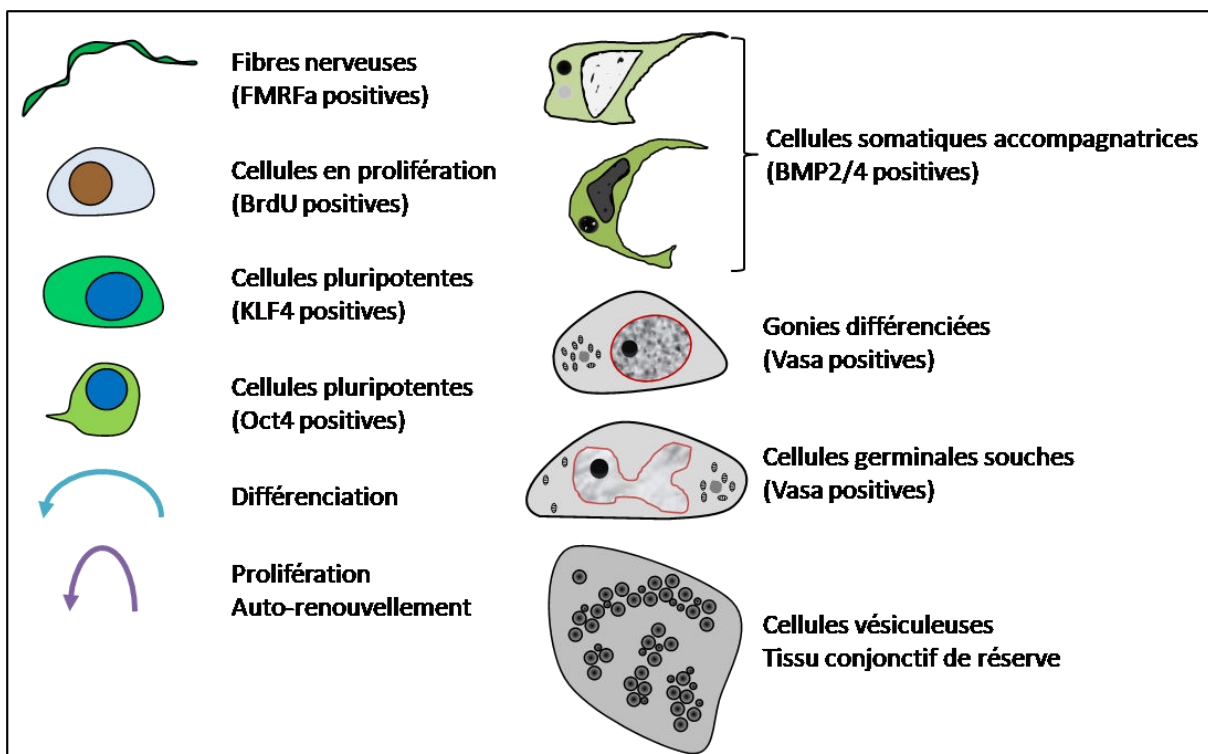 Fibres nerveuses
(FMRFa positives)
Cellules en prolifération
(BrdU positives)
Cellules pluripotentes
(KLF4 positives)
Cellules pluripotentes
(Oct4 positives)
Différenciation
Prolifération
Auto-renouvellement
Cellules somatiques accompagnatrices
(BMP2/4 positives)
Gonies différenciées
(Vasa positives)
Cellules germinales souches
(Vasa positives)
Cellules vésiculeuses
Tissu conjonctif de réserve